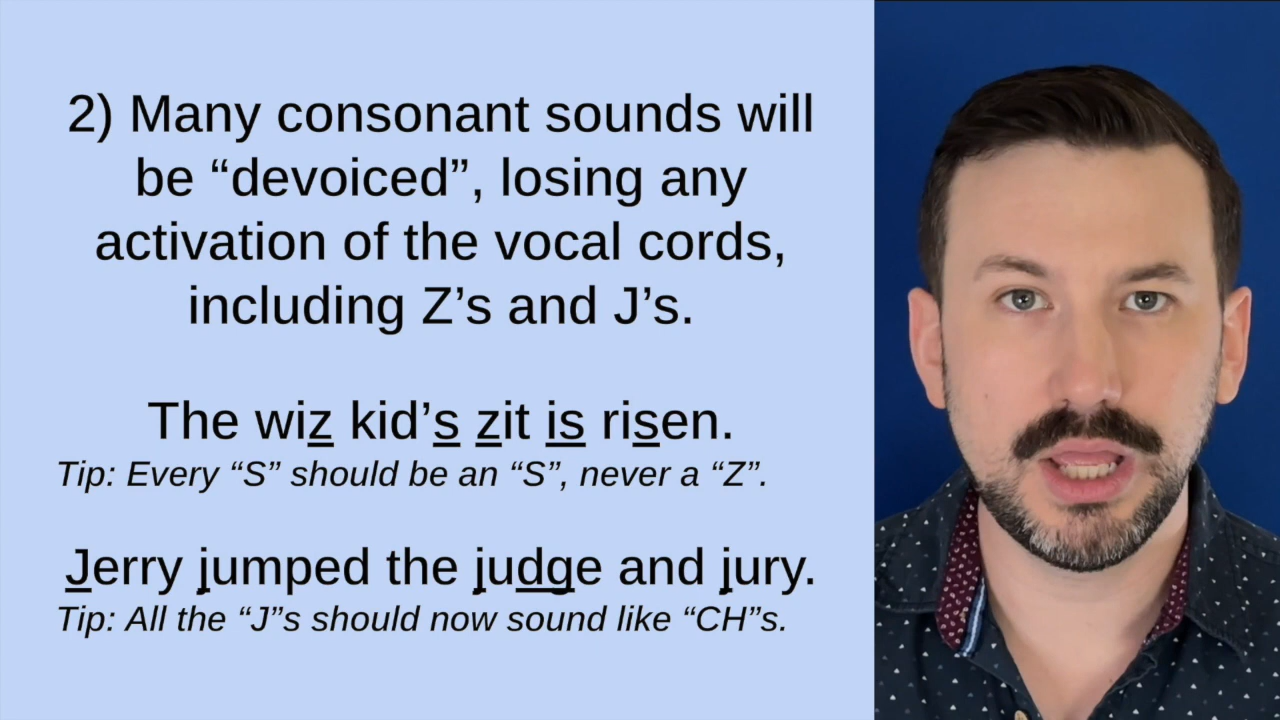 2) Many consonant sounds will
be “devoiced”, losing any
activation of the vocal cords,
including Z’s and J’s.
The wiz kid’s zit is risen.
Tip: Every “S” should be an “S”, never a “Z”.
Jerry jumped the judge and jury.
Tip: All the “J”s should now sound like “CH”s.